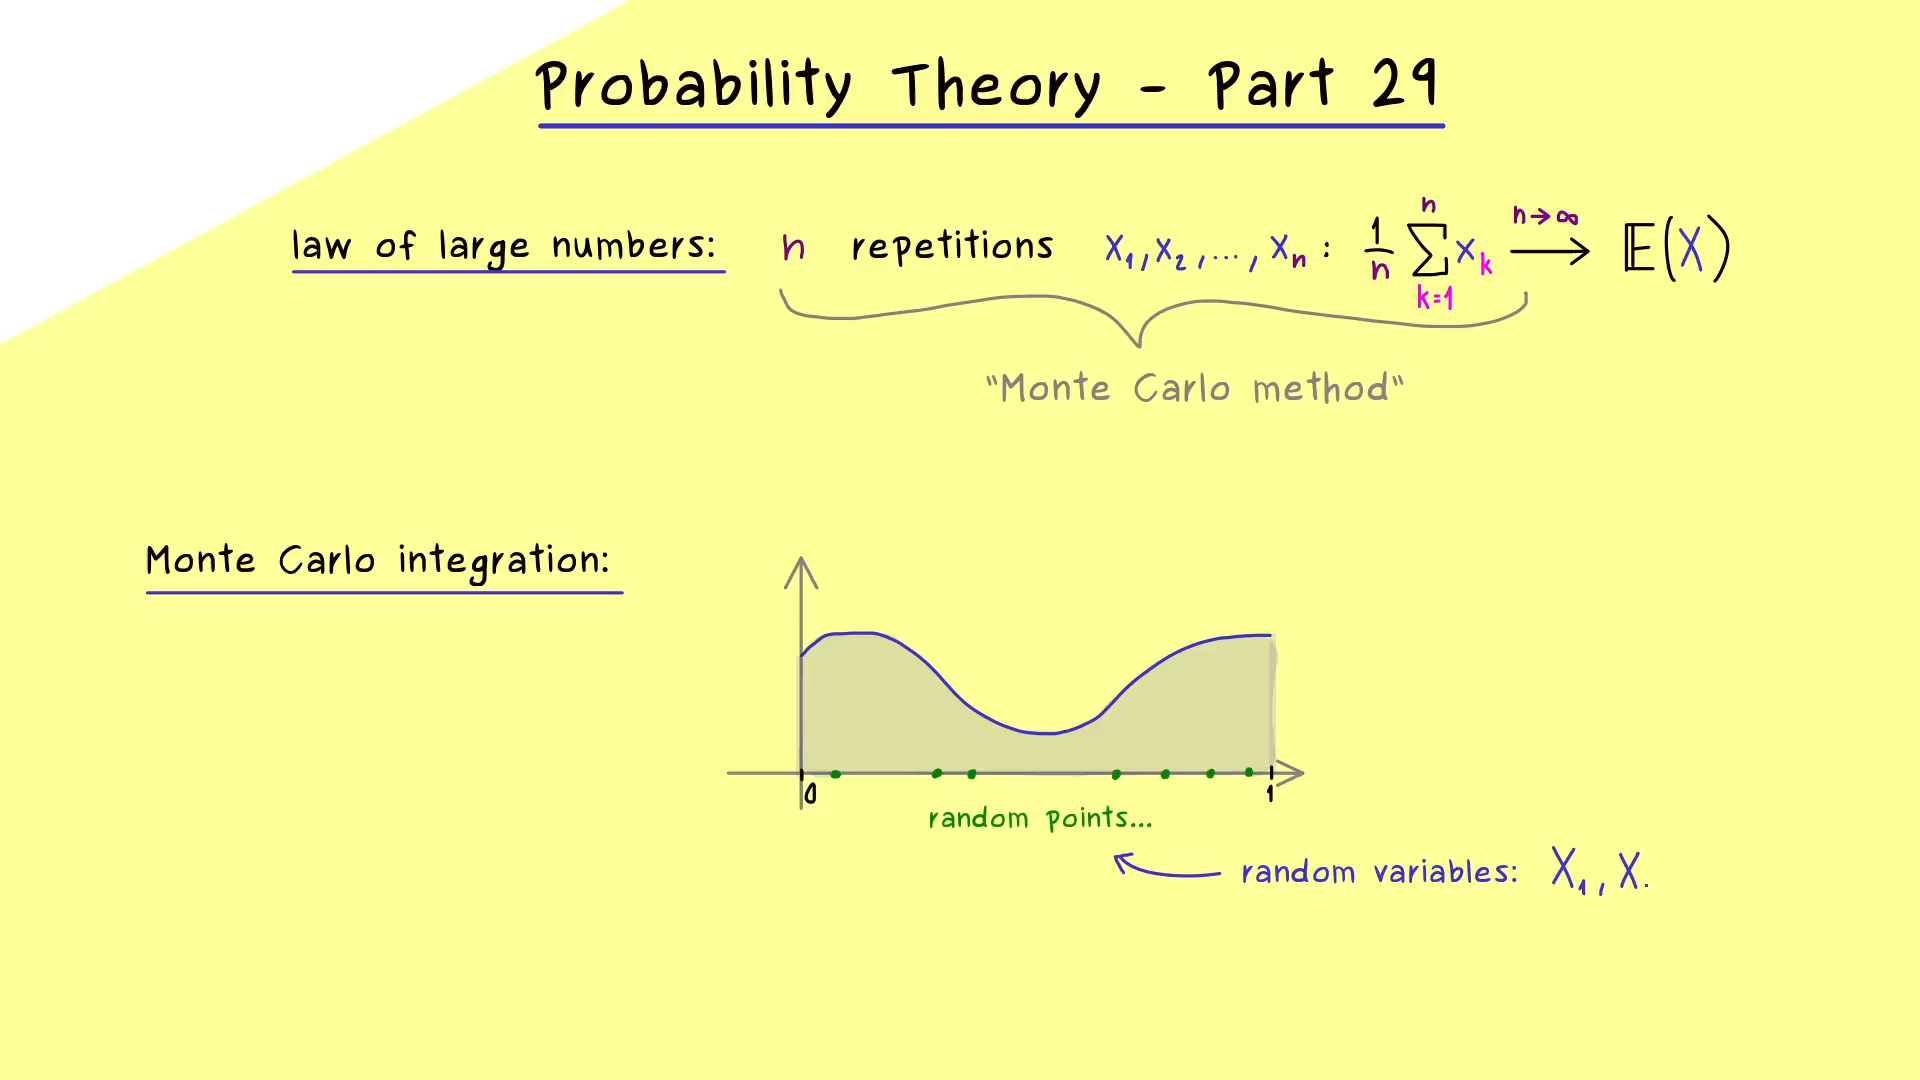 Probability Theory - Part 29
law of large numbers: n repetitions x₁, x₂, ..., xₙ : 1/n ∑ₖ₌₁ⁿ xₖ n→∞ ⟶ 𝔼(X)
"Monte Carlo method"
Monte Carlo integration:
0 1
random points...
random variables: X₁, X.